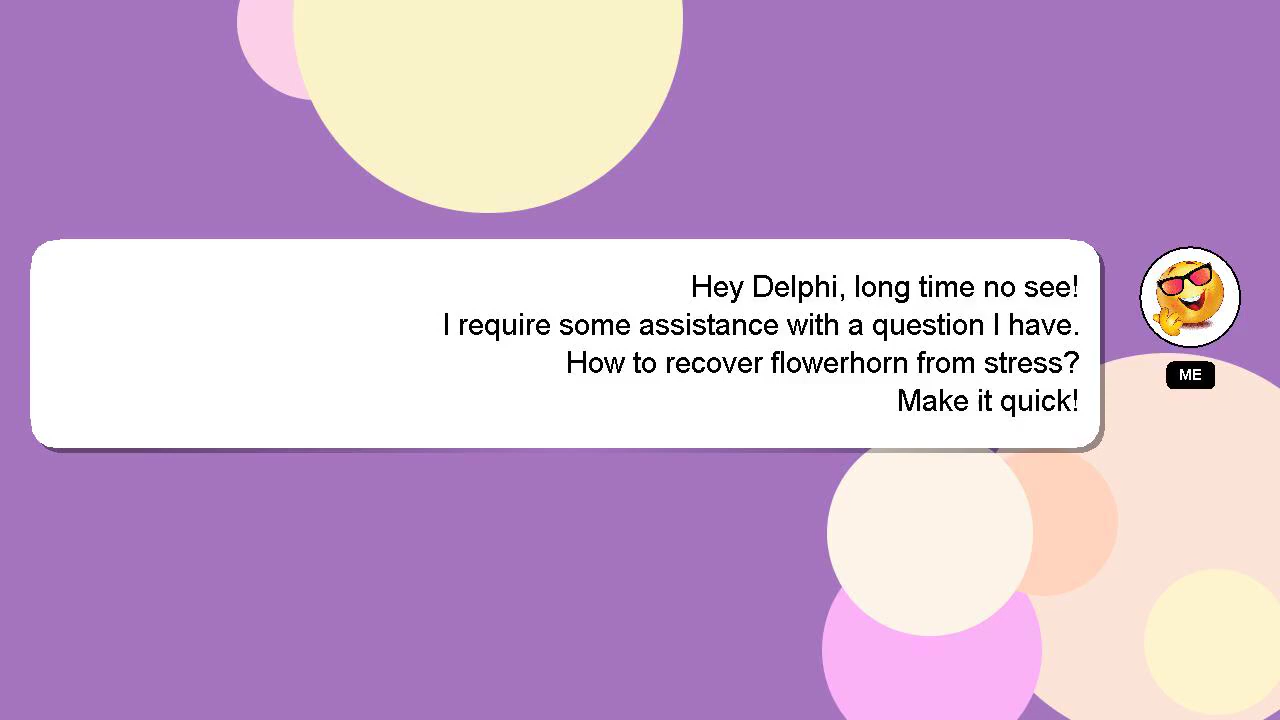 Hey Delphi, long time no see!
I require some assistance with a question I have.
How to recover flowerhorn from stress?
Make it quick!
ME